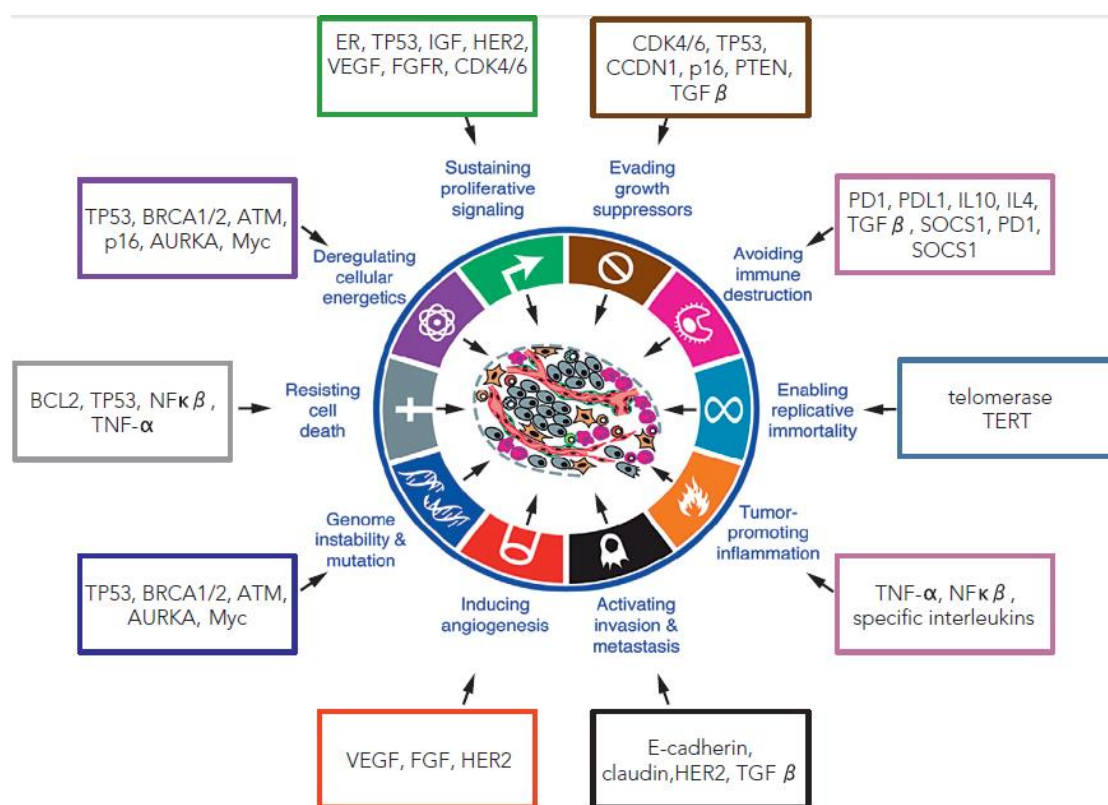 ER, TP53, IGF, HER2,
VEGF, FGFR, CDK4/6
CDK4/6, TP53,
CCDN1, p16, PTEN,
TGF β
Sustaining
proliferative
signaling
Evading
growth
suppressors
TP53, BRCA1/2, ATM,
p16, AURKA, Myc
Deregulating
cellular
energetics
Avoiding
immune
destruction
PD1, PDL1, IL10, IL4,
TGF β , SOCS1, PD1,
SOCS1
BCL2, TP53, NFκ β ,
TNF-α
Resisting
cell
death
Enabling
replicative
immortality
telomerase
TERT
Genome
instability &
mutation
Tumor-
promoting
inflammation
TP53, BRCA1/2, ATM,
AURKA, Myc
Inducing
angiogenesis
Activating
invasion &
metastasis
TNF-α, NFκ β ,
specific interleukins
VEGF, FGF, HER2
E-cadherin,
claudin,HER2, TGF β